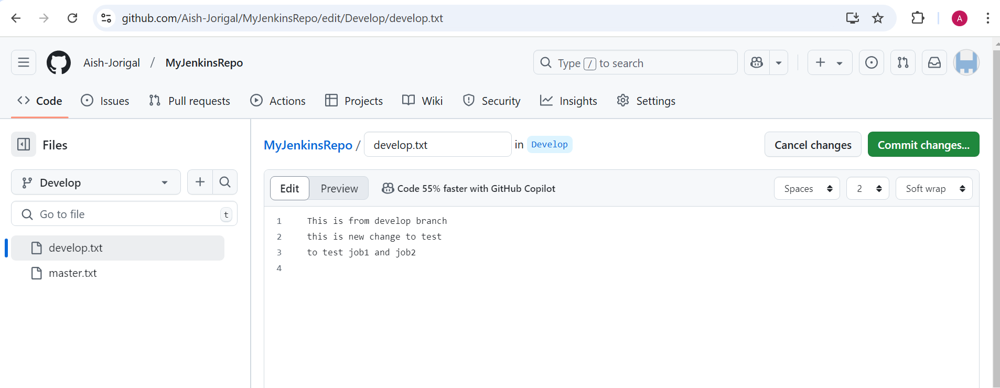 github.com/Aish-Jorigal/MyJenkinsRepo/edit/Develop/develop.txt
A
Aish-Jorigal / MyJenkinsRepo
Type / to search
Code Issues Pull requests Actions Projects Wiki Security Insights Settings
Files
MyJenkinsRepo / develop.txt in Develop
Cancel changes Commit changes...
Develop
Edit Preview Code 55% faster with GitHub Copilot
Spaces 2 Soft wrap
Go to file t
1 This is from develop branch
2 this is new change to test
3 to test job1 and job2
4
develop.txt
master.txt